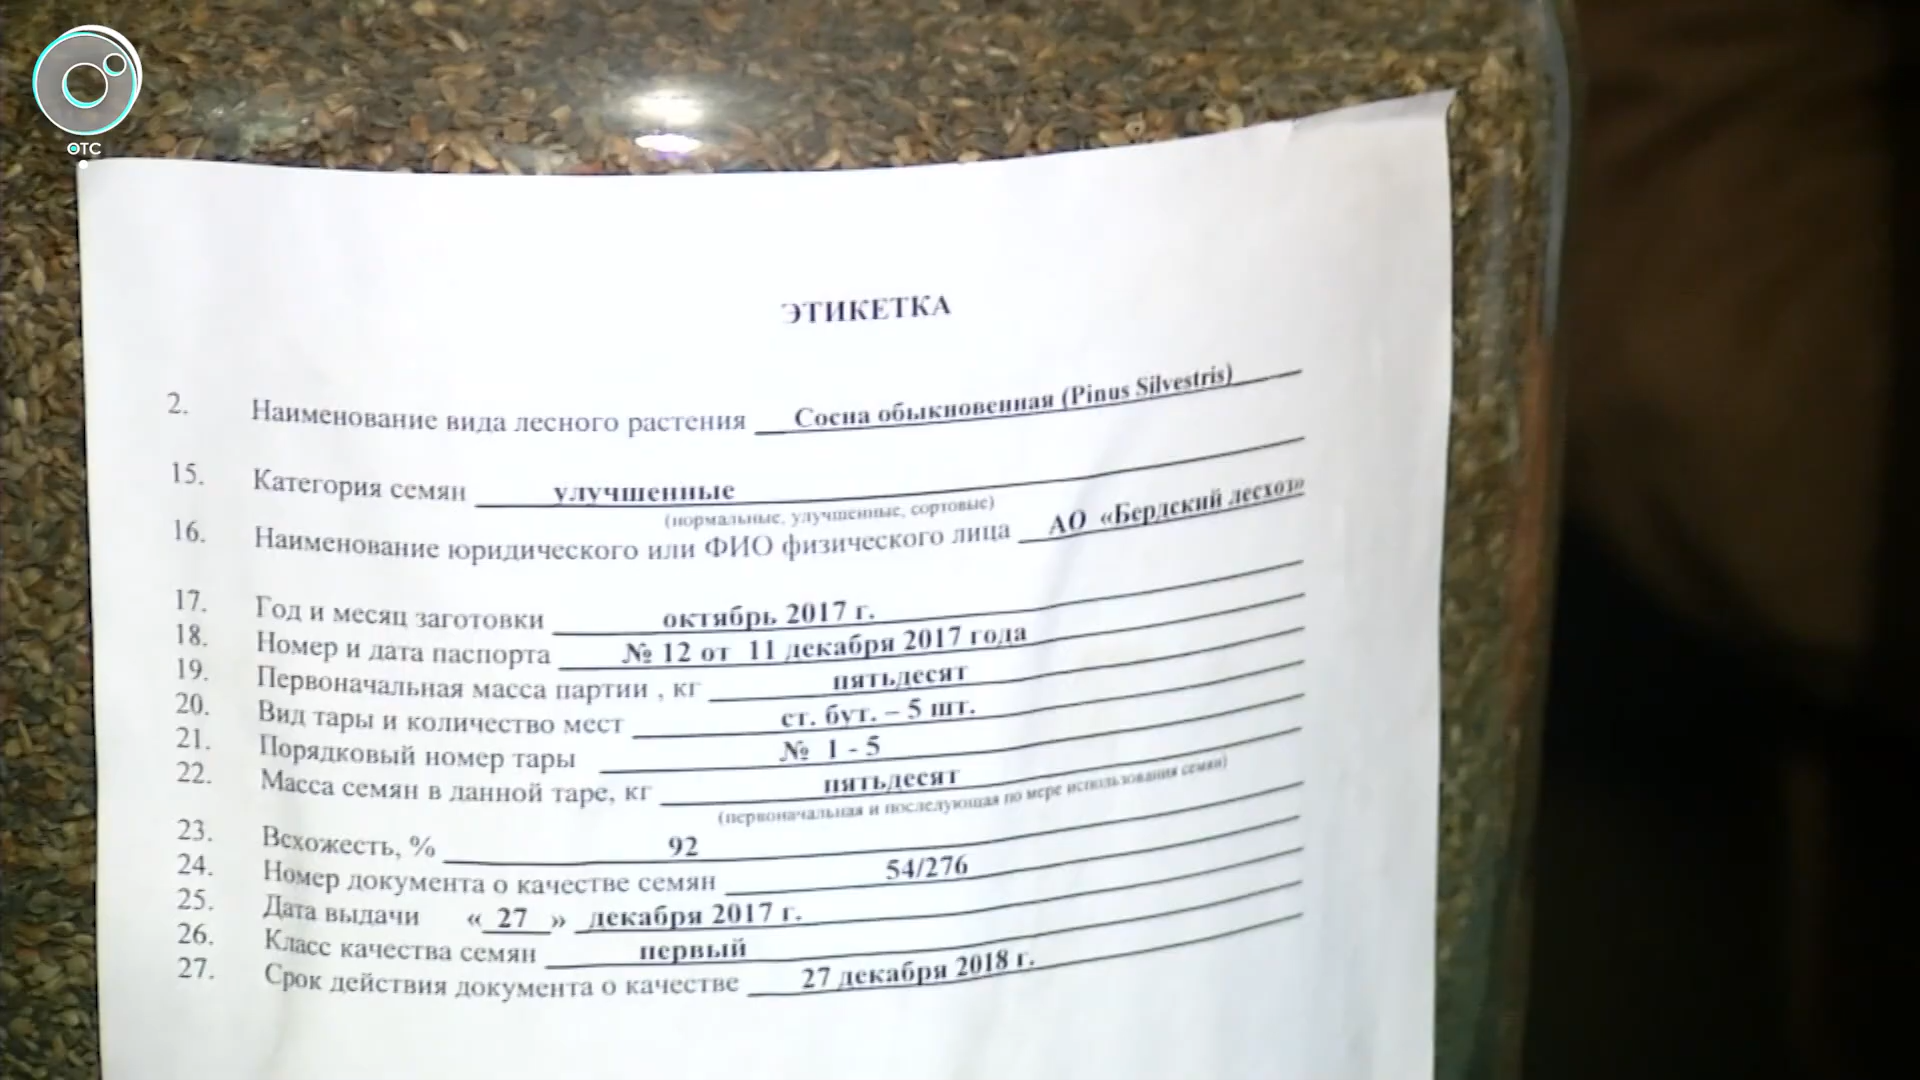 ОТС
ЭТИКЕТКА
2. Наименование вида лесного растения Сосна обыкновенная (Pinus Silvestris)
15. Категория семян улучшенные
(нормальные, улучшенные, сортовые)
16. Наименование юридического или ФИО физического лица АО «Бердский лесхоз»
17. Год и месяц заготовки октябрь 2017 г.
18. Номер и дата паспорта № 12 от 11 декабря 2017 года
19. Первоначальная масса партии , кг пятьдесят
20. Вид тары и количество мест ст. бут. – 5 шт.
21. Порядковый номер тары № 1 - 5
22. Масса семян в данной таре, кг пятьдесят
(первоначальная и последующая по мере использования семян)
23. Всхожесть, % 92
24. Номер документа о качестве семян 54/276
25. Дата выдачи « 27 » декабря 2017 г.
26. Класс качества семян первый
27. Срок действия документа о качестве 27 декабря 2018 г.